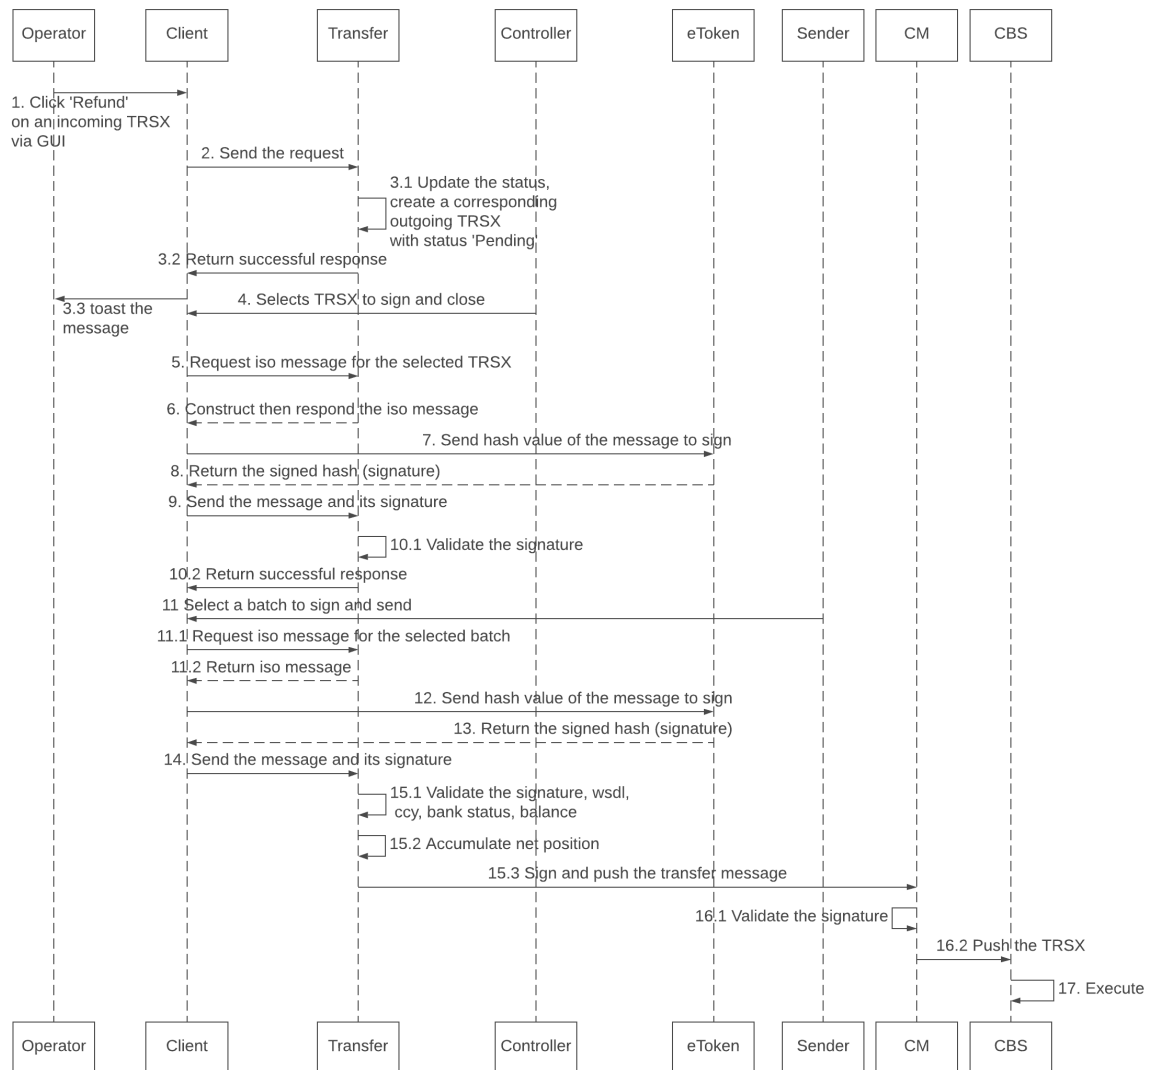 Operator
Client
Transfer
Controller
eToken
Sender
CM
CBS
1. Click 'Refund'
on an incoming TRSX
via GUI
2. Send the request
3.1 Update the status,
create a corresponding
outgoing TRSX
with status 'Pending'
3.2 Return successful response
3.3 toast the
message
4. Selects TRSX to sign and close
5. Request iso message for the selected TRSX
6. Construct then respond the iso message
7. Send hash value of the message to sign
8. Return the signed hash (signature)
9. Send the message and its signature
10.1 Validate the signature
10.2 Return successful response
11 Select a batch to sign and send
11.1 Request iso message for the selected batch
11.2 Return iso message
12. Send hash value of the message to sign
13. Return the signed hash (signature)
14. Send the message and its signature
15.1 Validate the signature, wsdl,
ccy, bank status, balance
15.2 Accumulate net position
15.3 Sign and push the transfer message
16.1 Validate the signature
16.2 Push the TRSX
17. Execute
Operator
Client
Transfer
Controller
eToken
Sender
CM
CBS